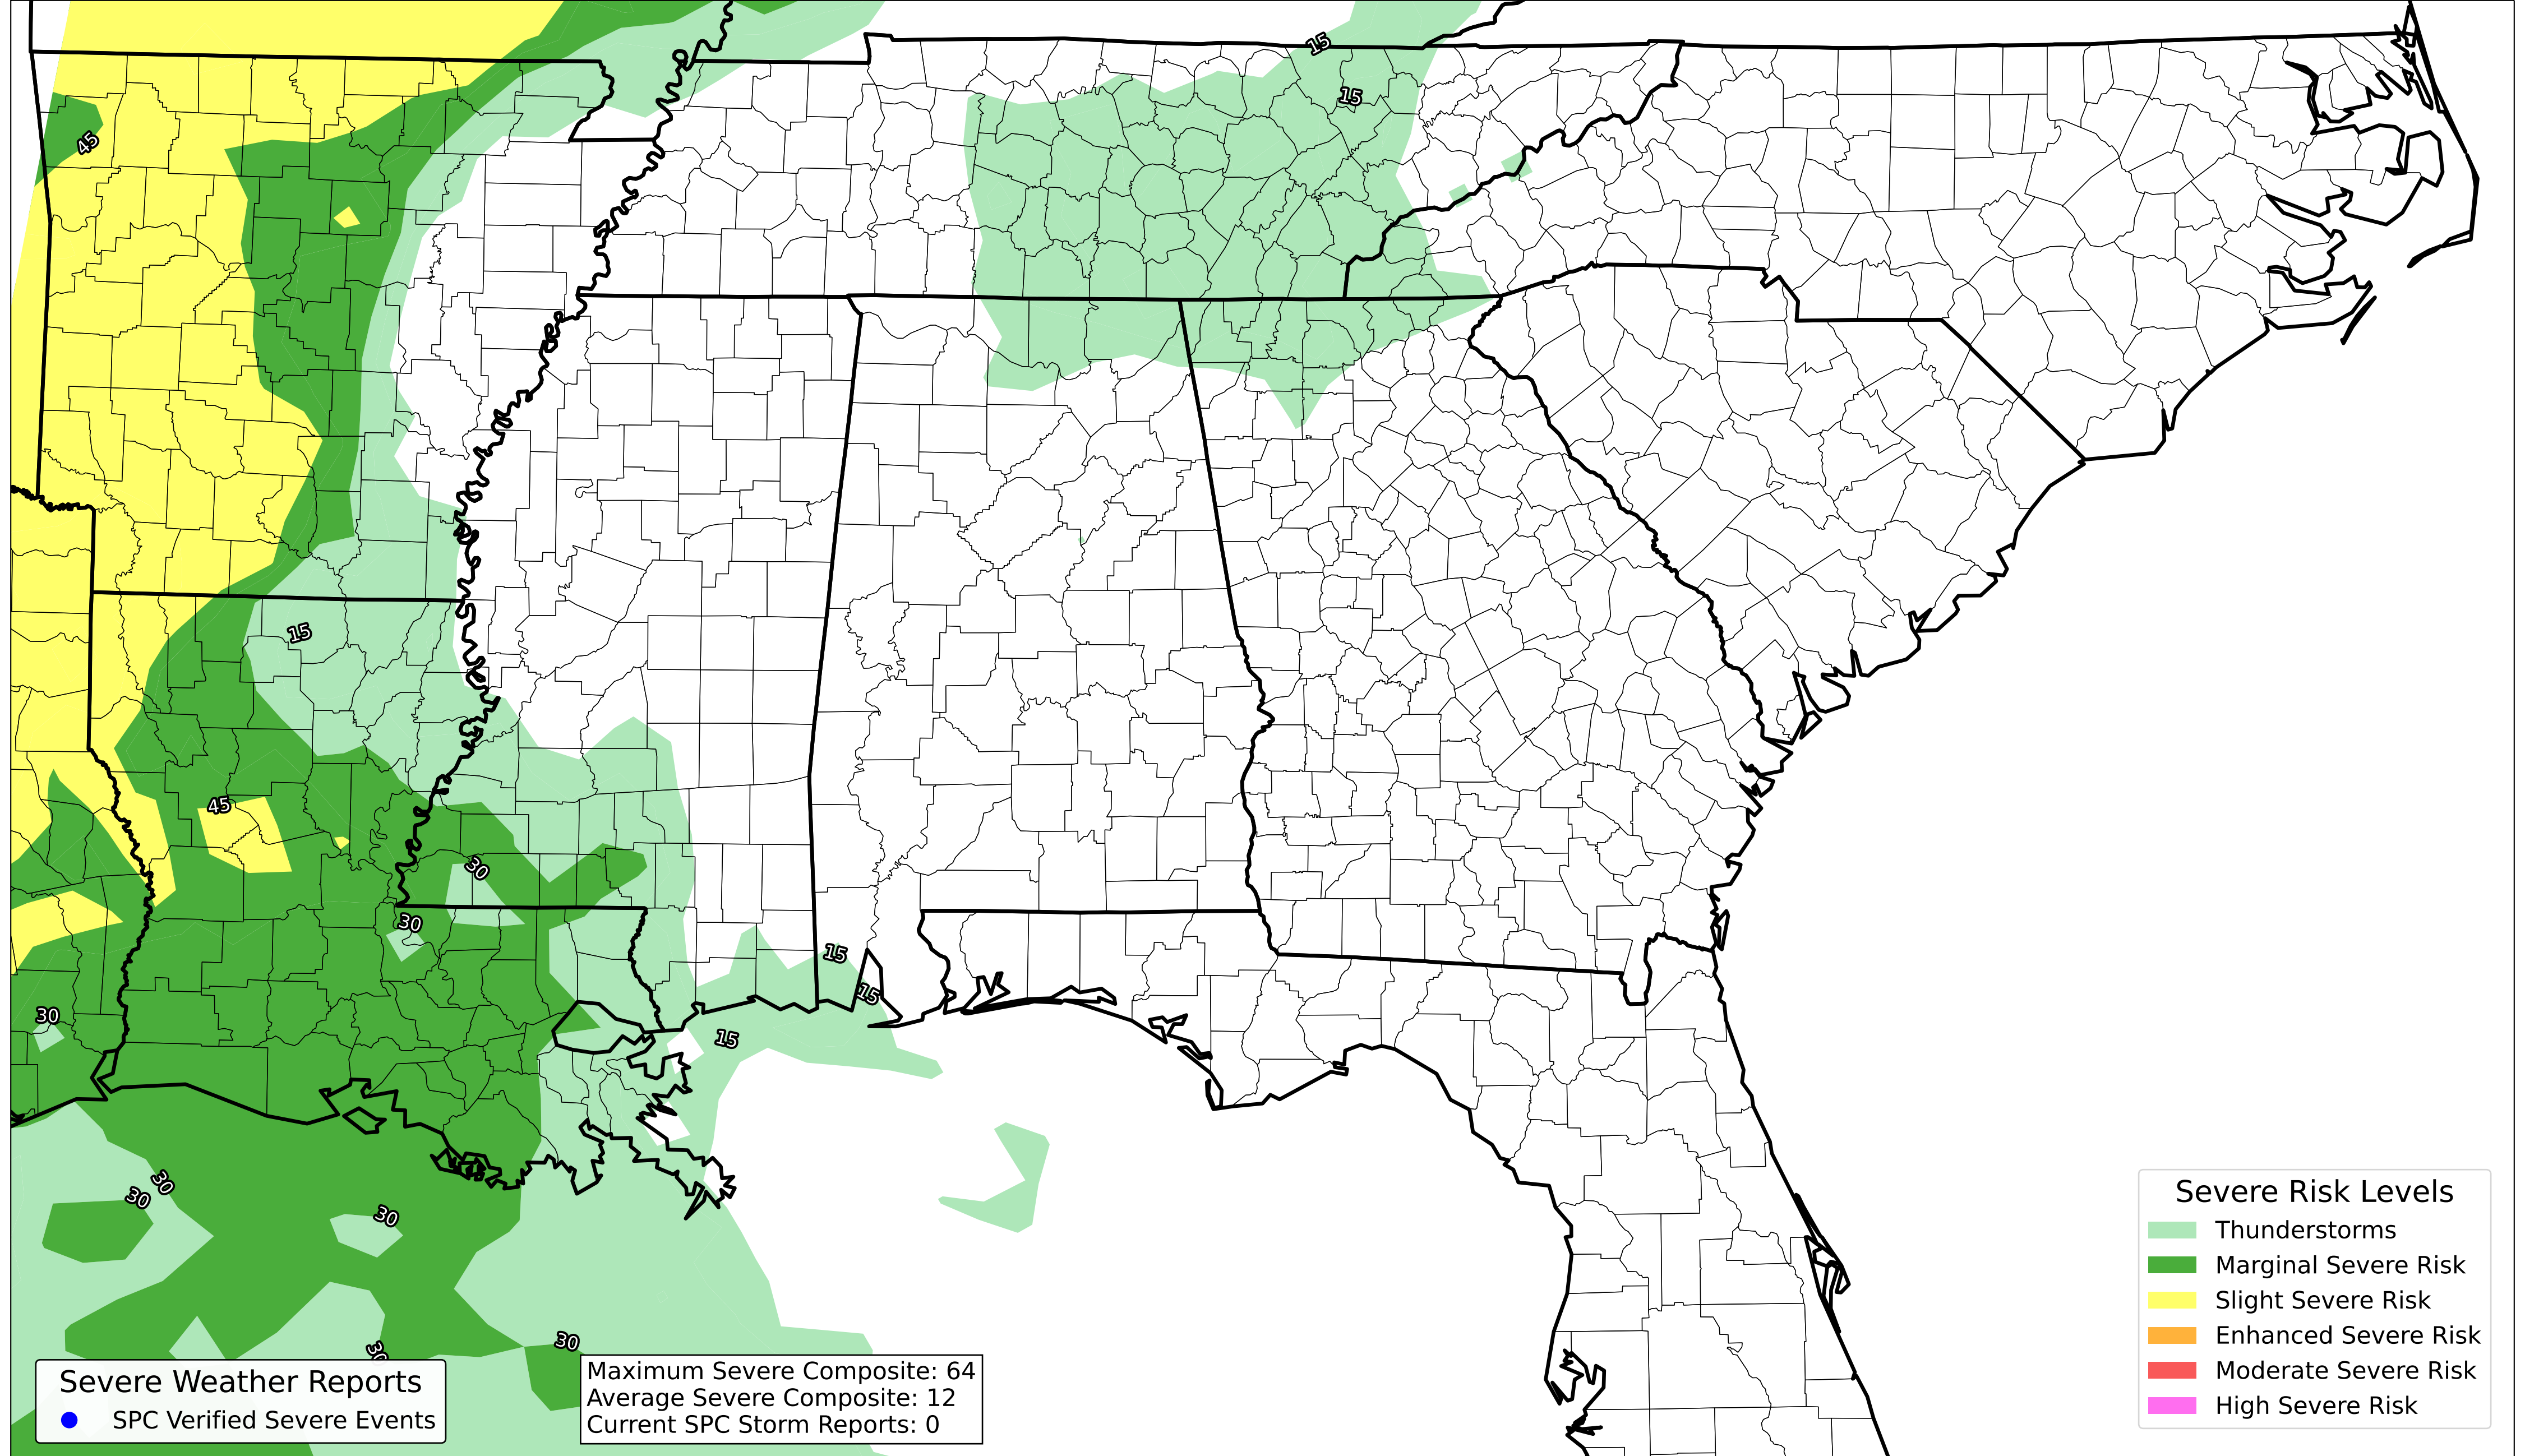 15
15
45
15
45
30
30
15
15
30
15
30
30
30
30
30
Severe Weather Reports
SPC Verified Severe Events
Maximum Severe Composite: 64
Average Severe Composite: 12
Current SPC Storm Reports: 0
Severe Risk Levels
Thunderstorms
Marginal Severe Risk
Slight Severe Risk
Enhanced Severe Risk
Moderate Severe Risk
High Severe Risk